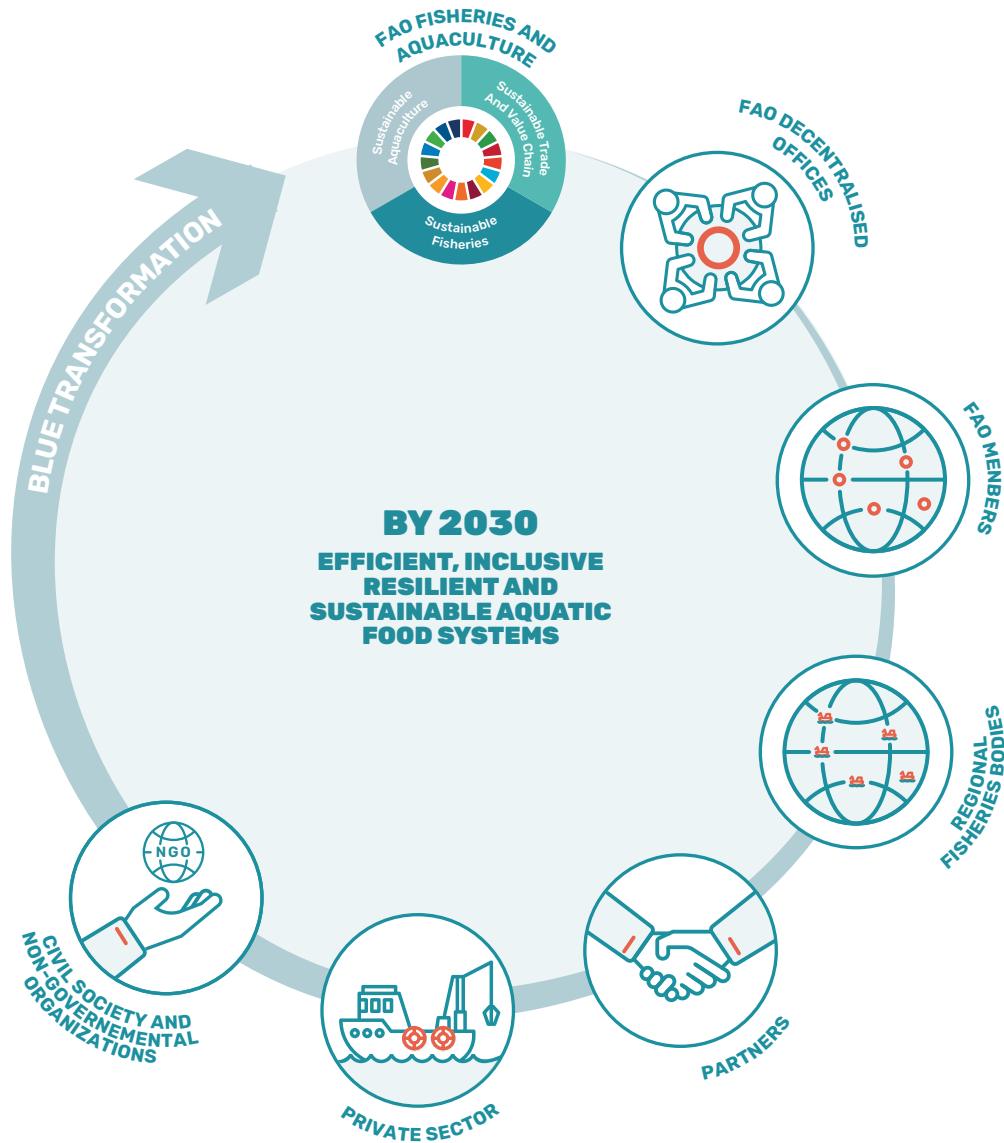 FAO FISHERIES AND
AQUACULTURE
Sustainable
Aquaculture
Sustainable Trade
And Value Chain
Sustainable
Fisheries
FAO DECENTRALISED
OFFICES
FAO MENBERS
REGIONAL
FISHERIES BODIES
PARTNERS
PRIVATE SECTOR
CIVIL SOCIETY AND
NON-GOVERNEMENTAL
ORGANIZATIONS
NGO
BLUE TRANSFORMATION
BY 2030
EFFICIENT, INCLUSIVE
RESILIENT AND
SUSTAINABLE AQUATIC
FOOD SYSTEMS